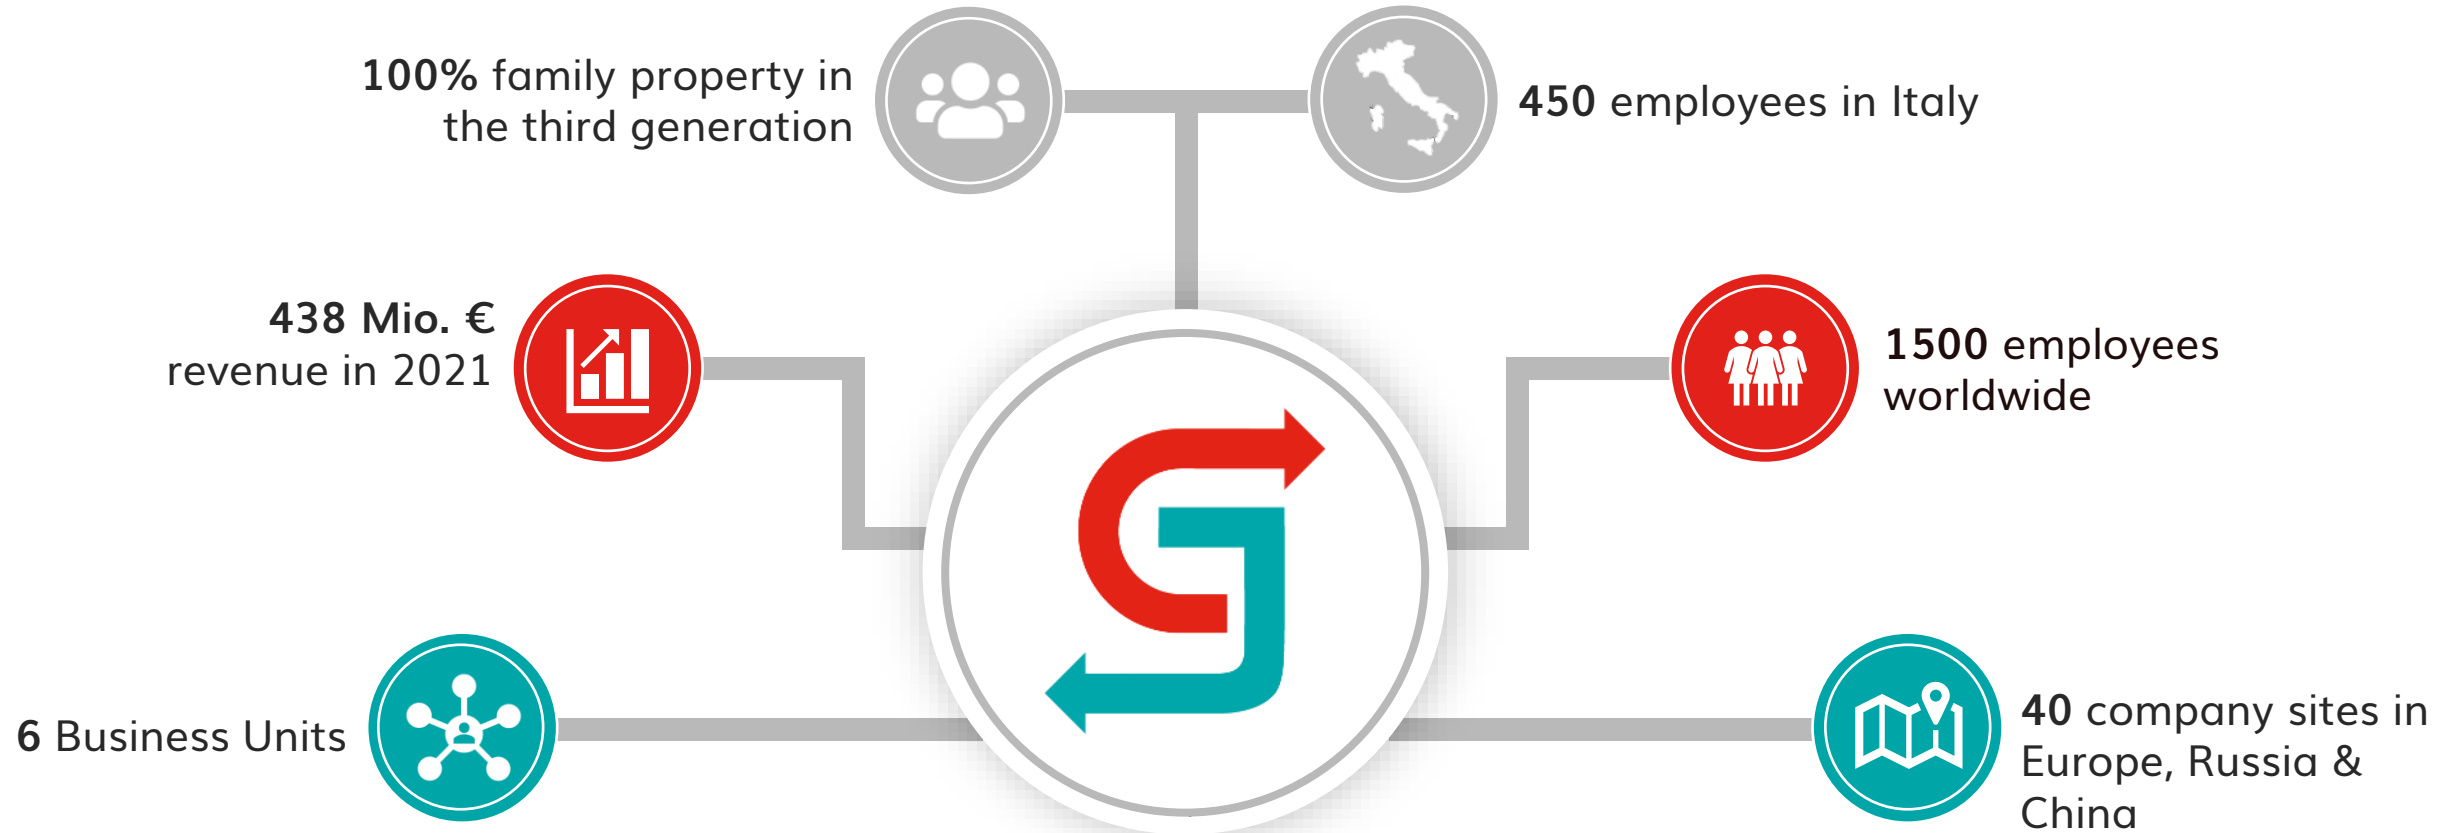 100% family property in
the third generation
450 employees in Italy
438 Mio. €
revenue in 2021
1500 employees
worldwide
6 Business Units
40 company sites in
Europe, Russia &
China